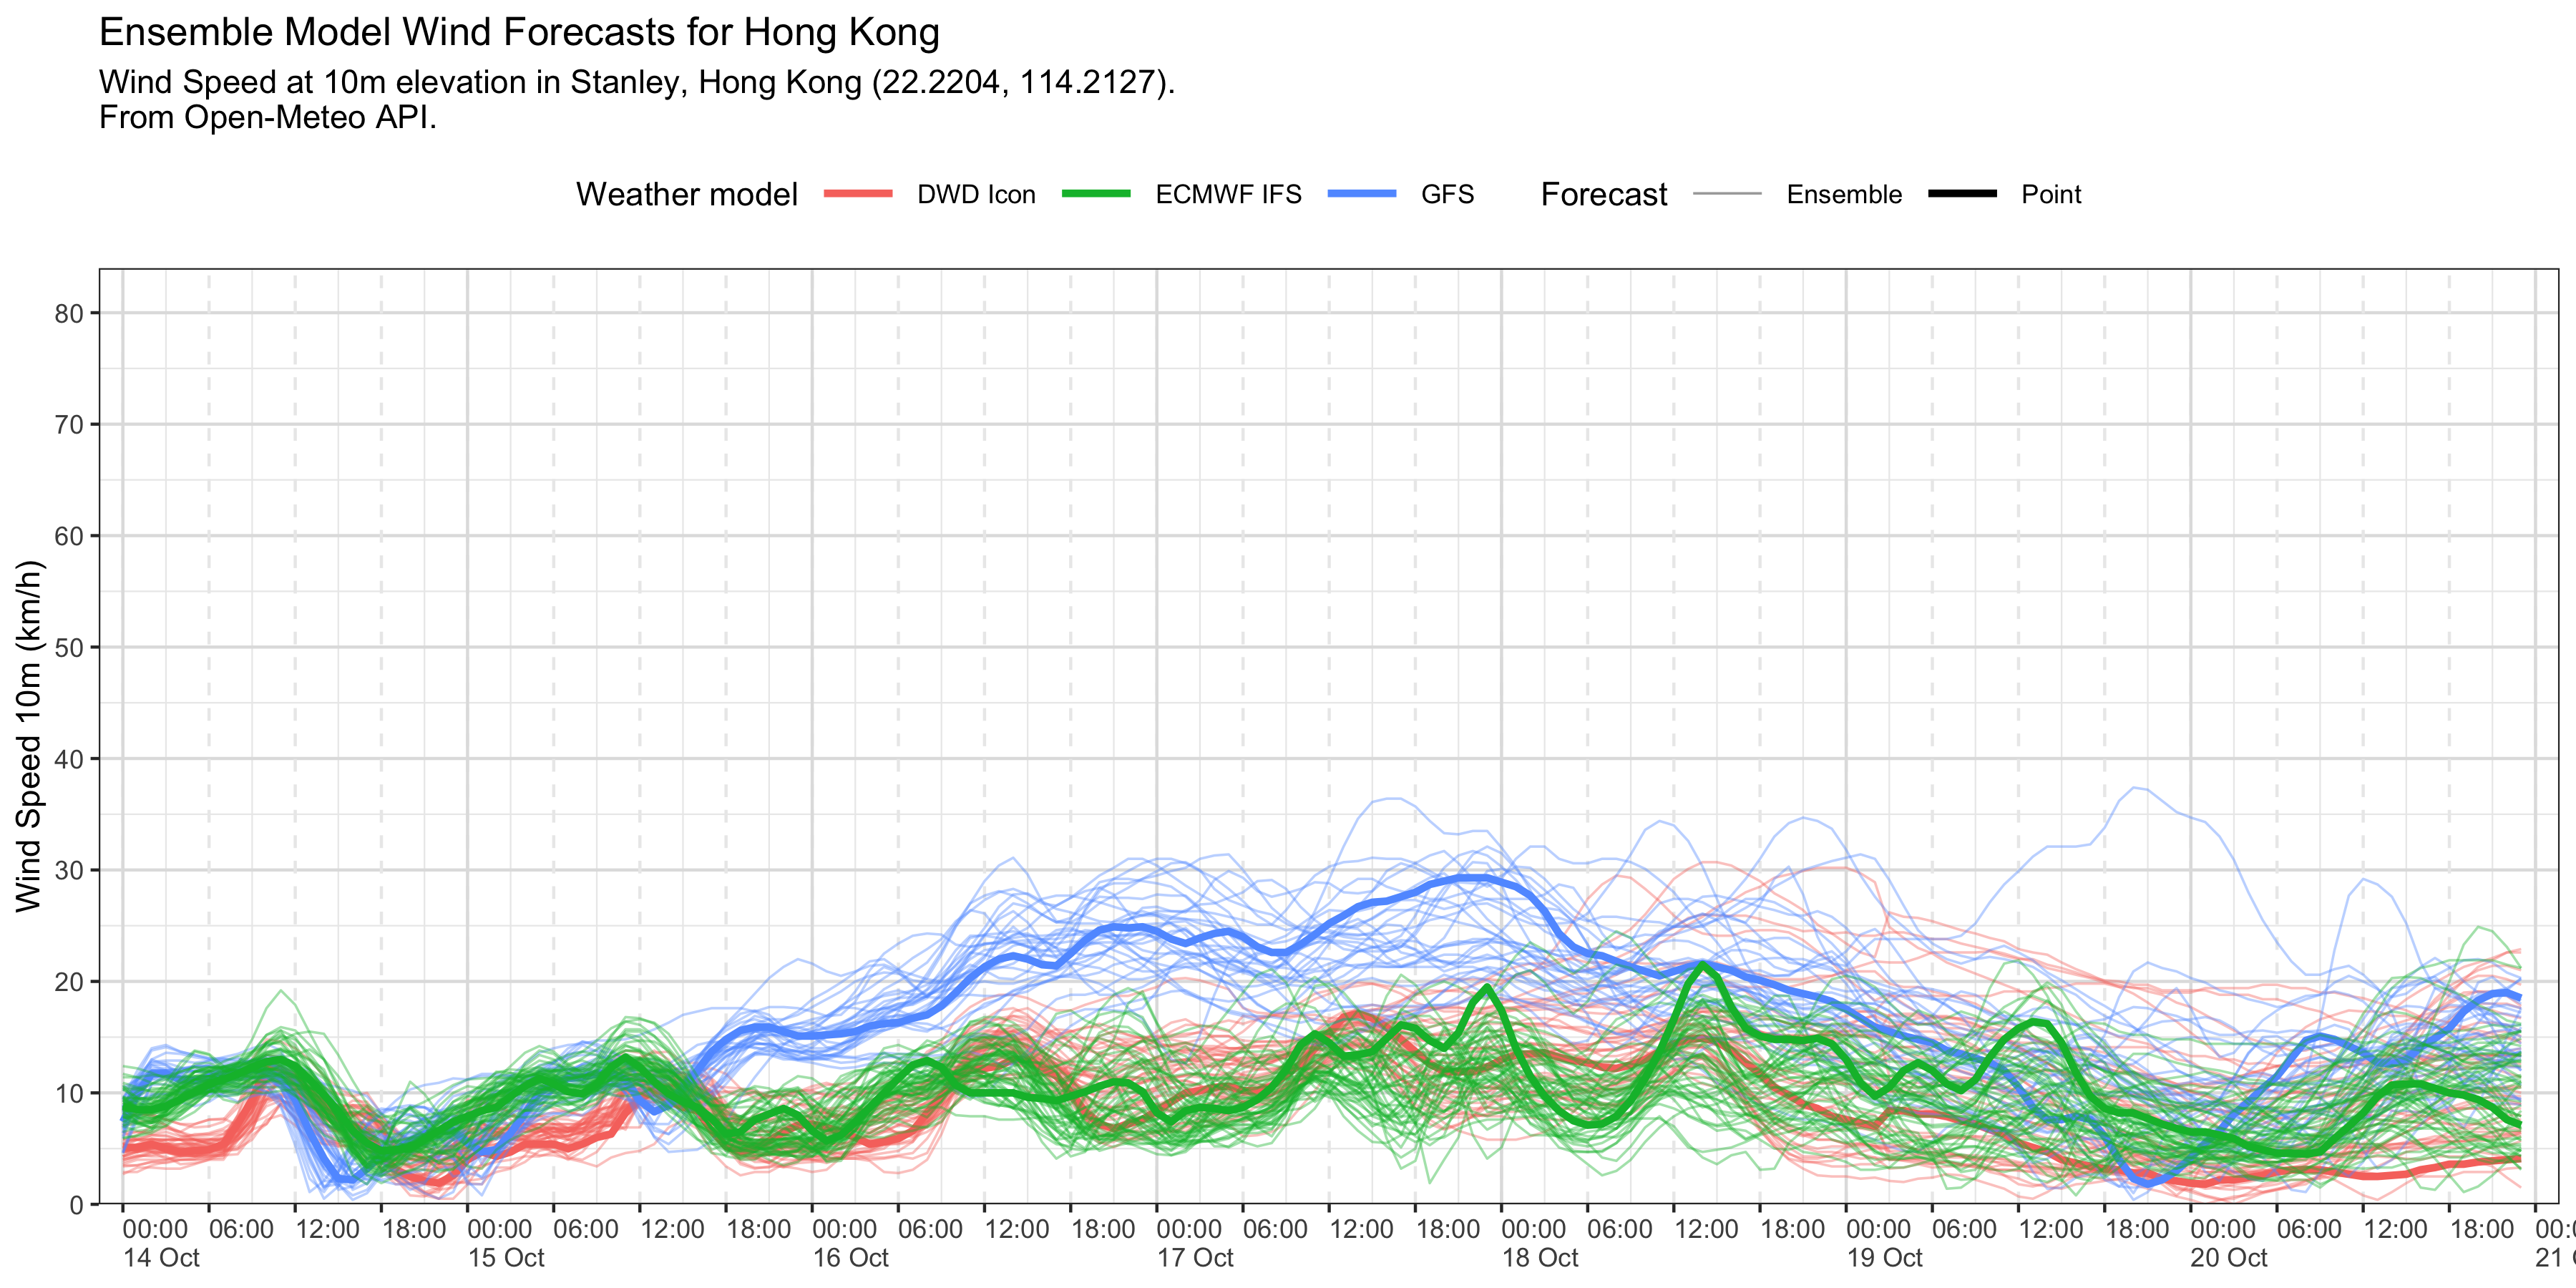 Ensemble Model Wind Forecasts for Hong Kong
Wind Speed at 10m elevation in Stanley, Hong Kong (22.2204, 114.2127).
From Open-Meteo API.
Weather model DWD Icon ECMWF IFS GFS Forecast Ensemble Point
Wind Speed 10m (km/h)
80
70
60
50
40
30
20
10
0
00:00 06:00 12:00 18:00 00:00 06:00 12:00 18:00 00:00 06:00 12:00 18:00 00:00 06:00 12:00 18:00 00:00 06:00 12:00 18:00 00:00 06:00 12:00 18:00 00:00 06:00 12:00 18:00 00:
14 Oct 15 Oct 16 Oct 17 Oct 18 Oct 19 Oct 20 Oct 21